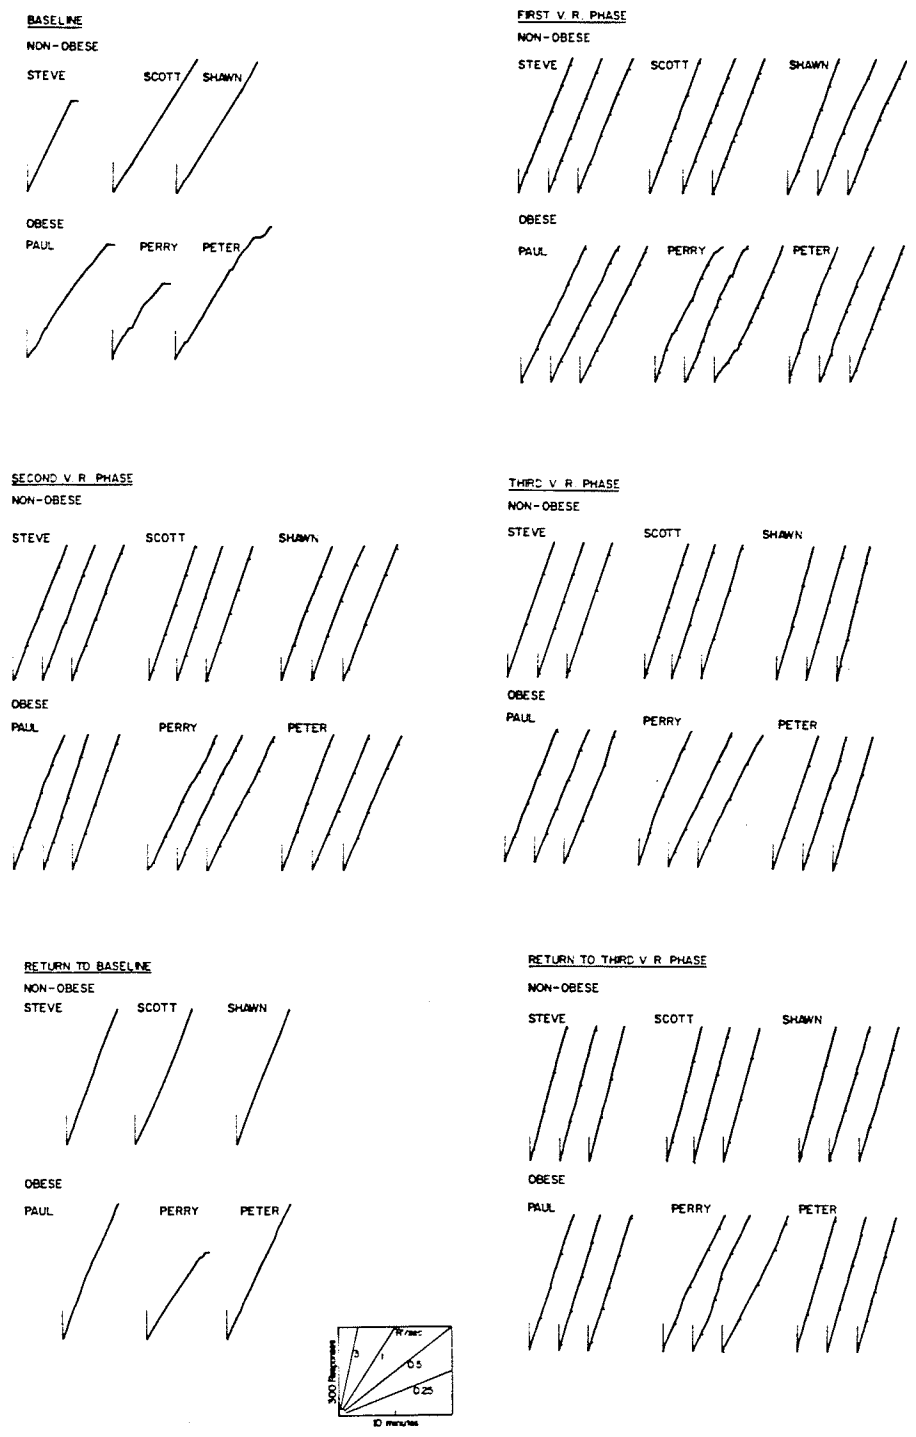 BASELINE
NON-OBESE
STEVE SCOTT SHAWN
OBESE
PAUL PERRY PETER
FIRST V. R. PHASE
NON-OBESE
STEVE SCOTT SHAWN
OBESE
PAUL PERRY PETER
SECOND V. R. PHASE
NON-OBESE
STEVE SCOTT SHAWN
OBESE
PAUL PERRY PETER
THIRD V. R. PHASE
NON-OBESE
STEVE SCOTT SHAWN
OBESE
PAUL PERRY PETER
RETURN TO BASELINE
NON-OBESE
STEVE SCOTT SHAWN
OBESE
PAUL PERRY PETER
300 Responses
R/sec
3 1 0.5 0.25
10 minutes
RETURN TO THIRD V. R. PHASE
NON-OBESE
STEVE SCOTT SHAWN
OBESE
PAUL PERRY PETER